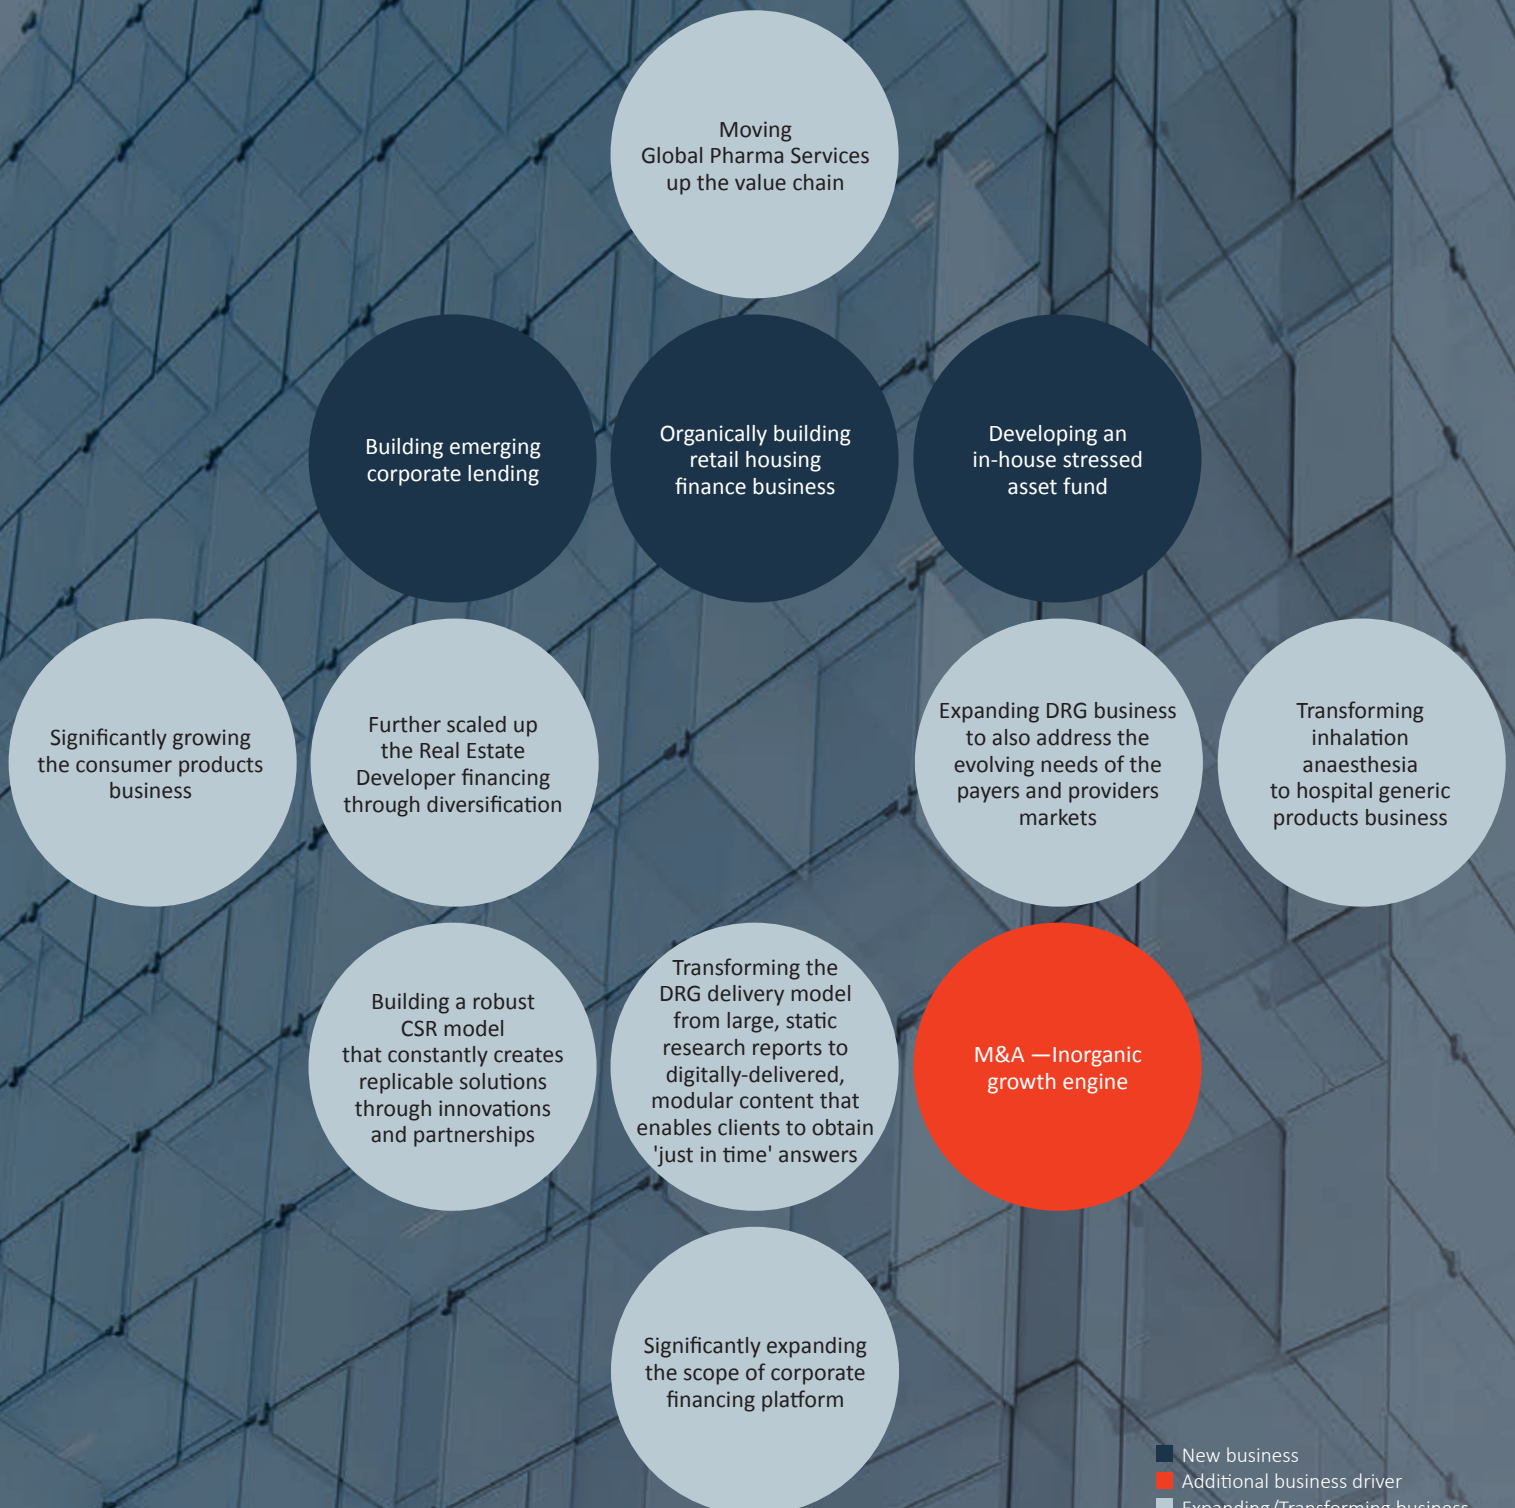 Moving
Global Pharma Services
up the value chain
Building emerging
corporate lending
Organically building
retail housing
finance business
Developing an
in-house stressed
asset fund
Significantly growing
the consumer products
business
Further scaled up
the Real Estate
Developer financing
through diversification
Expanding DRG business
to also address the
evolving needs of the
payers and providers
markets
Transforming
inhalation
anaesthesia
to hospital generic
products business
Building a robust
CSR model
that constantly creates
replicable solutions
through innovations
and partnerships
Transforming the
DRG delivery model
from large, static
research reports to
digitally-delivered,
modular content that
enables clients to obtain
'just in time' answers
M&A —Inorganic
growth engine
Significantly expanding
the scope of corporate
financing platform
New business
Additional business driver
Expanding/Transforming business